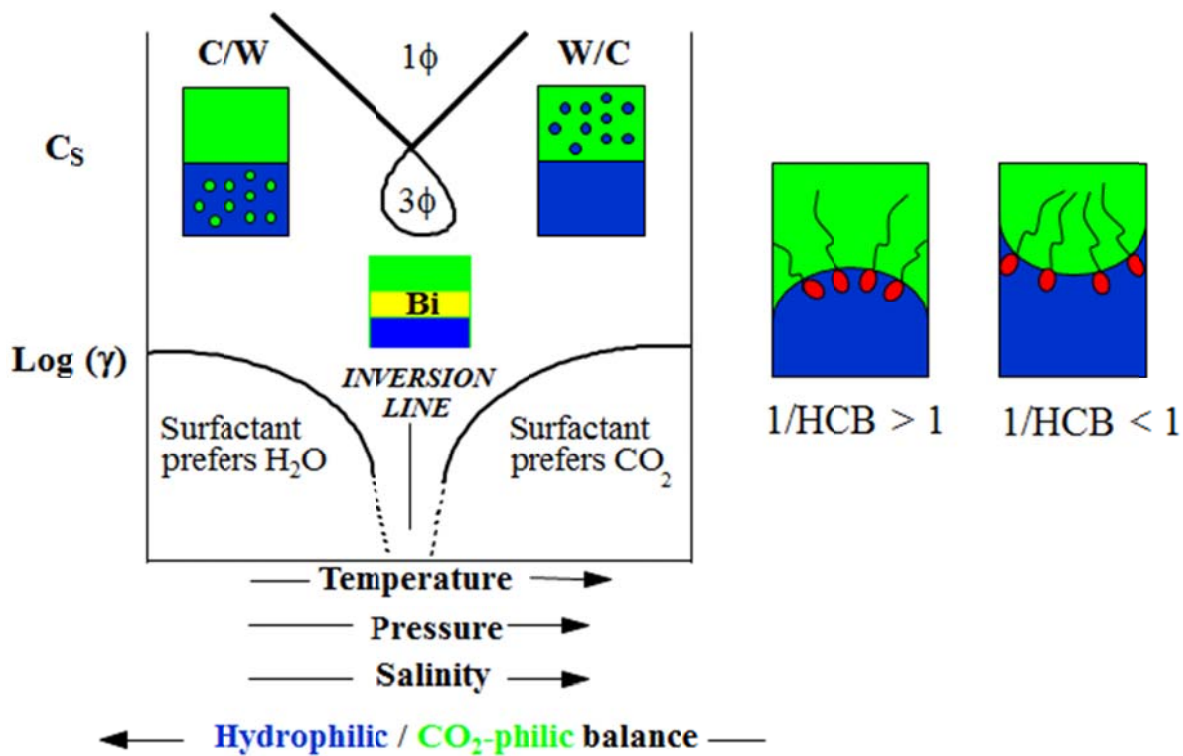 C/W
1ϕ
W/C
C_S
3ϕ
Bi
Log (γ)
INVERSION
LINE
Surfactant
prefers H₂O
Surfactant
prefers CO₂
1/HCB > 1
1/HCB < 1
Temperature
Pressure
Salinity
Hydrophilic / CO₂-philic balance